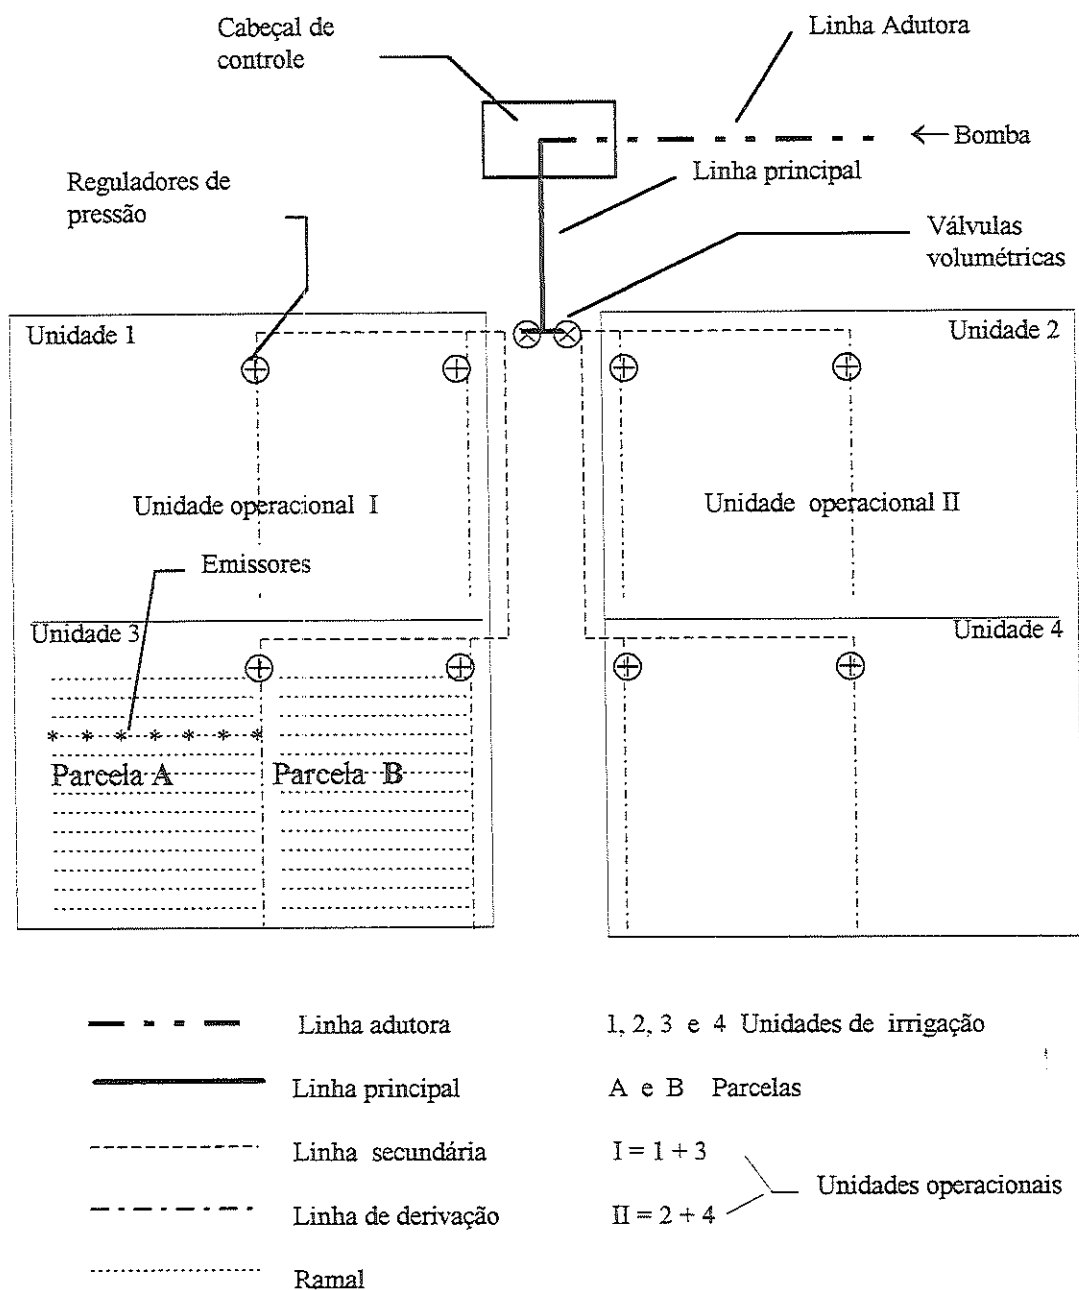 Cabeçal de
controle
Linha Adutora
← Bomba
Linha principal
Reguladores de
pressão
Válvulas
volumétricas
Unidade 1
Unidade 2
Unidade operacional I
Unidade operacional II
Emissores
Unidade 3
Unidade 4
Parcela A
Parcela B
Linha adutora
1, 2, 3 e 4 Unidades de irrigação
Linha principal
A e B Parcelas
Linha secundária
I = 1 + 3
Unidades operacionais
Linha de derivação
II = 2 + 4
Ramal